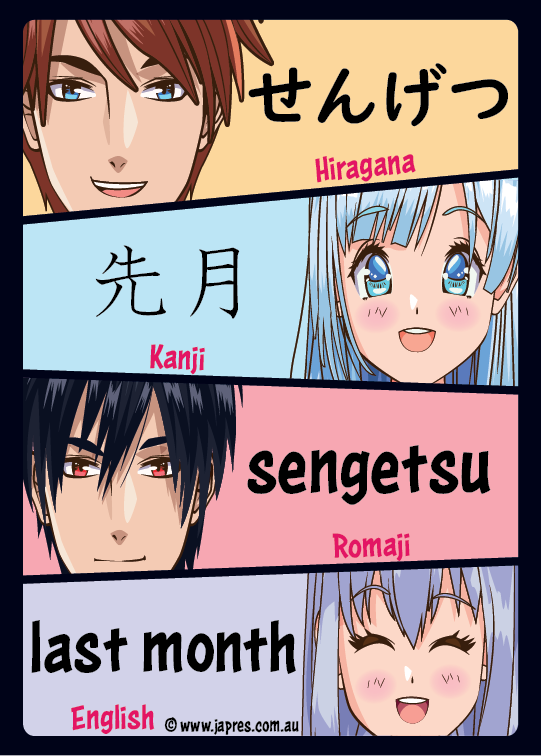 せんげつ
Hiragana
先月
Kanji
sengetsu
Romaji
last month
English © www.japres.com.au